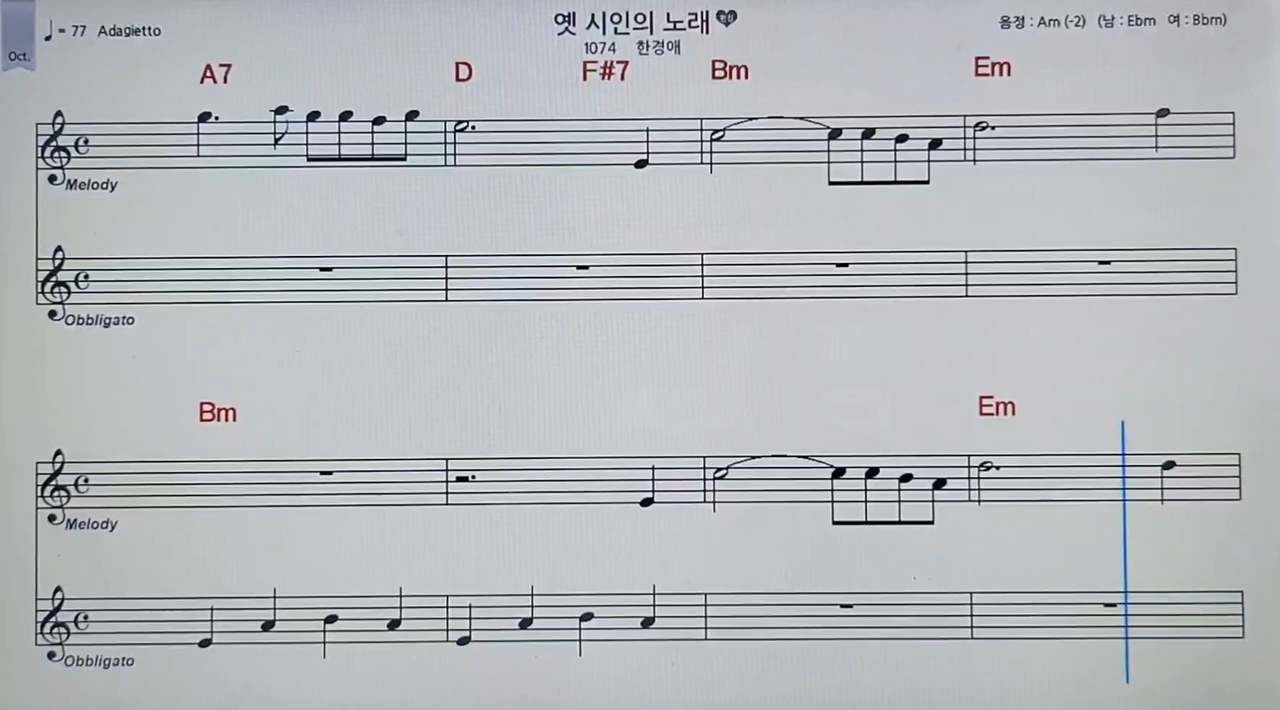 Oct.
♩= 77 Adagietto
옛 시인의 노래
음정 : Am (-2) (남 : Ebm 여 : Bbm)
1074 한경애
A7 D F#7 Bm Em
Melody
Obbligato
Bm Em
Melody
Obbligato